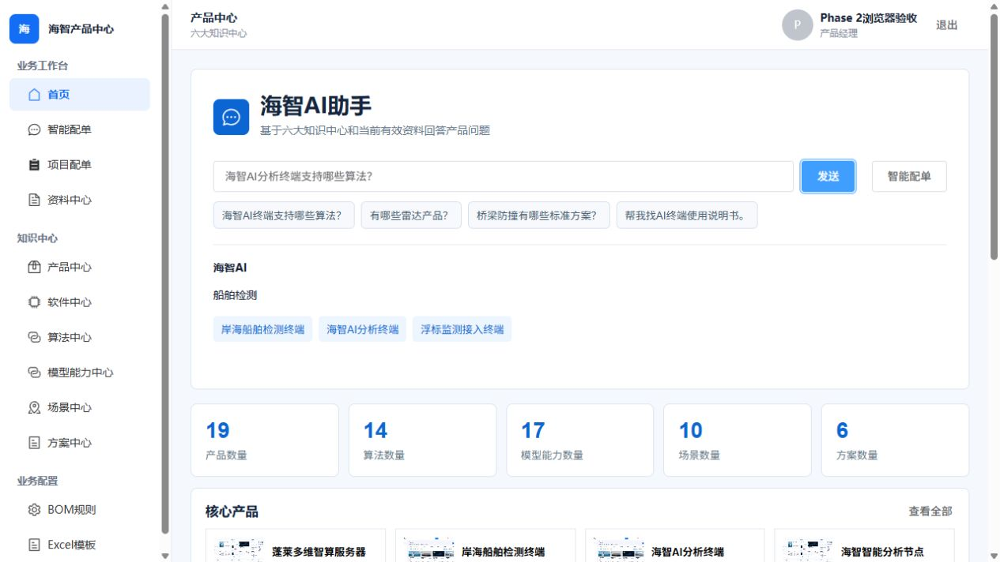 海
海智产品中心
业务工作台
首页
智能配单
项目配单
资料中心
知识中心
产品中心
软件中心
算法中心
模型能力中心
场景中心
方案中心
业务配置
BOM规则
Excel模板
产品中心
六大知识中心
P
Phase 2浏览器验收
产品经理
退出
海智AI助手
基于六大知识中心和当前有效资料回答产品问题
海智AI分析终端支持哪些算法?
发送
智能配单
海智AI终端支持哪些算法?
有哪些雷达产品?
桥梁防撞有哪些标准方案?
帮我找AI终端使用说明书。
海智AI
船舶检测
岸海船舶检测终端
海智AI分析终端
浮标监测接入终端
19
产品数量
14
算法数量
17
模型能力数量
10
场景数量
6
方案数量
核心产品
查看全部
蓬莱多维智算服务器
岸海船舶检测终端
海智AI分析终端
海智智能分析节点